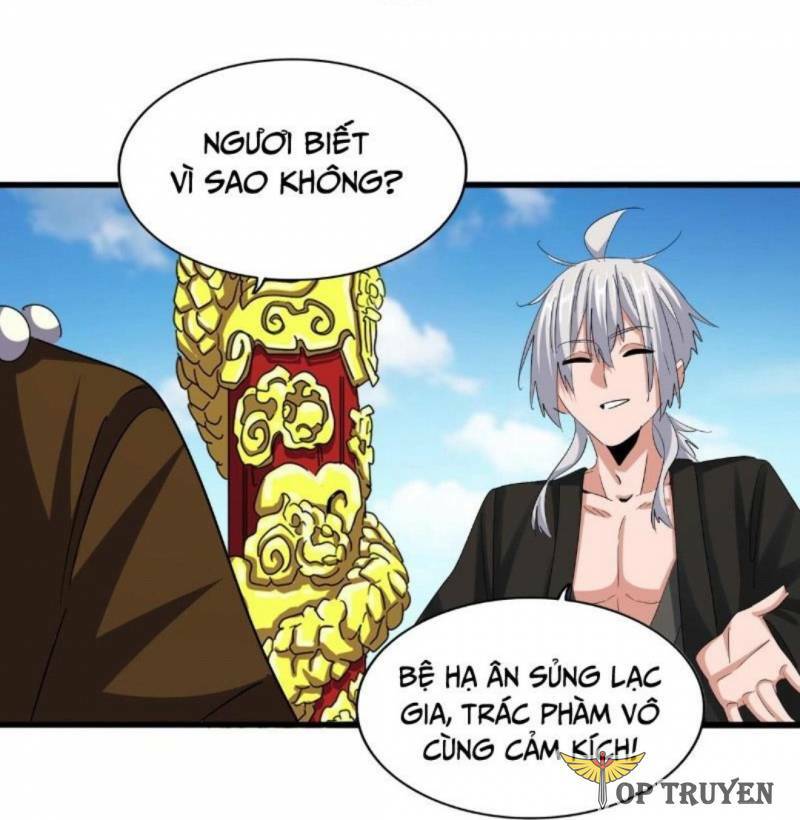 NGƯƠI BIẾT
VÌ SAO KHÔNG?
BỆ HẠ ÂN SỦNG LẠC
GIA, TRÁC PHÀM VÔ
CÙNG CẢM KÍCH!
TOP TRUYEN